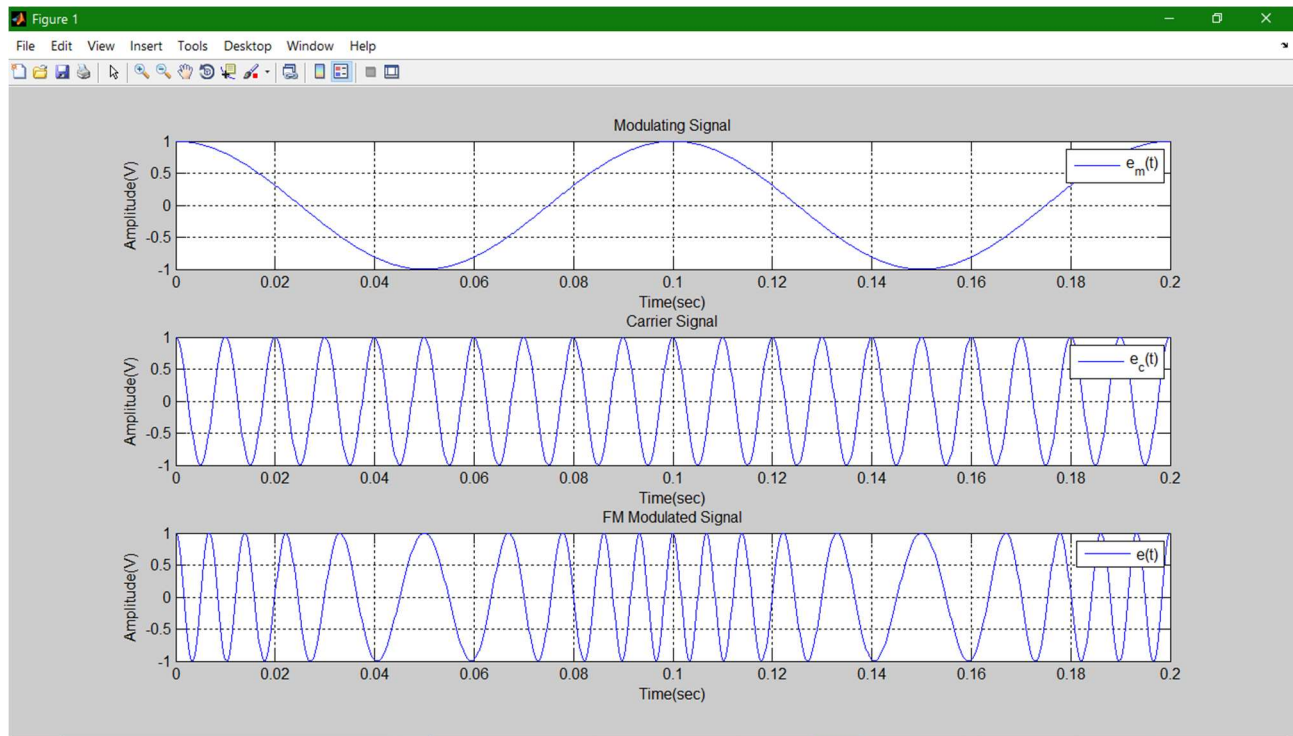 Figure 1
File Edit View Insert Tools Desktop Window Help
Modulating Signal
Amplitude(V)
1
0.5
0
-0.5
-1
e_m(t)
0 0.02 0.04 0.06 0.08 0.1 0.12 0.14 0.16 0.18 0.2
Time(sec)
Carrier Signal
Amplitude(V)
1
0.5
0
-0.5
-1
e_c(t)
0 0.02 0.04 0.06 0.08 0.1 0.12 0.14 0.16 0.18 0.2
Time(sec)
FM Modulated Signal
Amplitude(V)
1
0.5
0
-0.5
-1
e(t)
0 0.02 0.04 0.06 0.08 0.1 0.12 0.14 0.16 0.18 0.2
Time(sec)